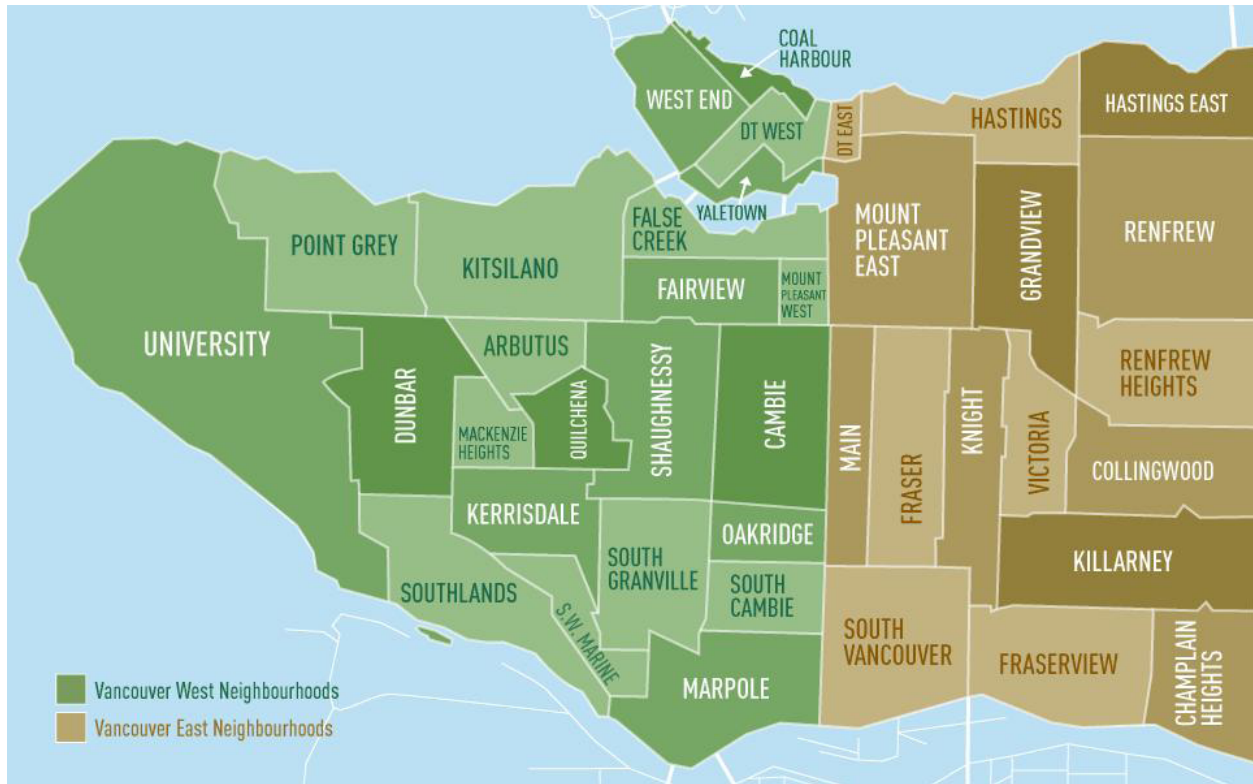 COAL
HARBOUR
WEST END
DT WEST
DT EAST
HASTINGS
HASTINGS EAST
YALETOWN
POINT GREY
KITSILANO
FALSE
CREEK
FAIRVIEW
MOUNT
PLEASANT
WEST
MOUNT
PLEASANT
EAST
GRANDVIEW
RENFREW
UNIVERSITY
DUNBAR
ARBUTUS
MACKENZIE
HEIGHTS
QUILCHENA
SHAUGHNESSY
CAMBIE
MAIN
FRASER
KNIGHT
VICTORIA
RENFREW
HEIGHTS
COLLINGWOOD
KERRISDALE
OAKRIDGE
KILLARNEY
SOUTHLANDS
S.W. MARINE
SOUTH
GRANVILLE
SOUTH
CAMBIE
SOUTH
VANCOUVER
FRASERVIEW
CHAMPLAIN
HEIGHTS
MARPOLE
Vancouver West Neighbourhoods
Vancouver East Neighbourhoods